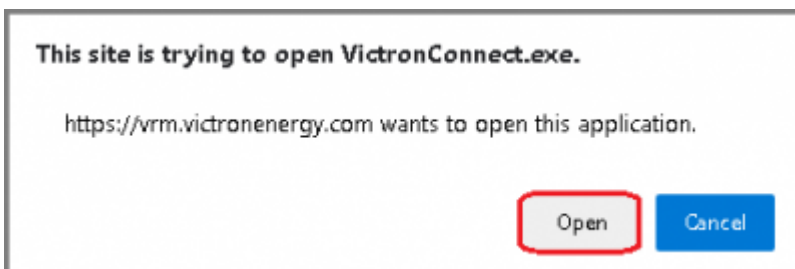 This site is trying to open VictronConnect.exe.
https://vrm.victronenergy.com wants to open this application.
Open Cancel